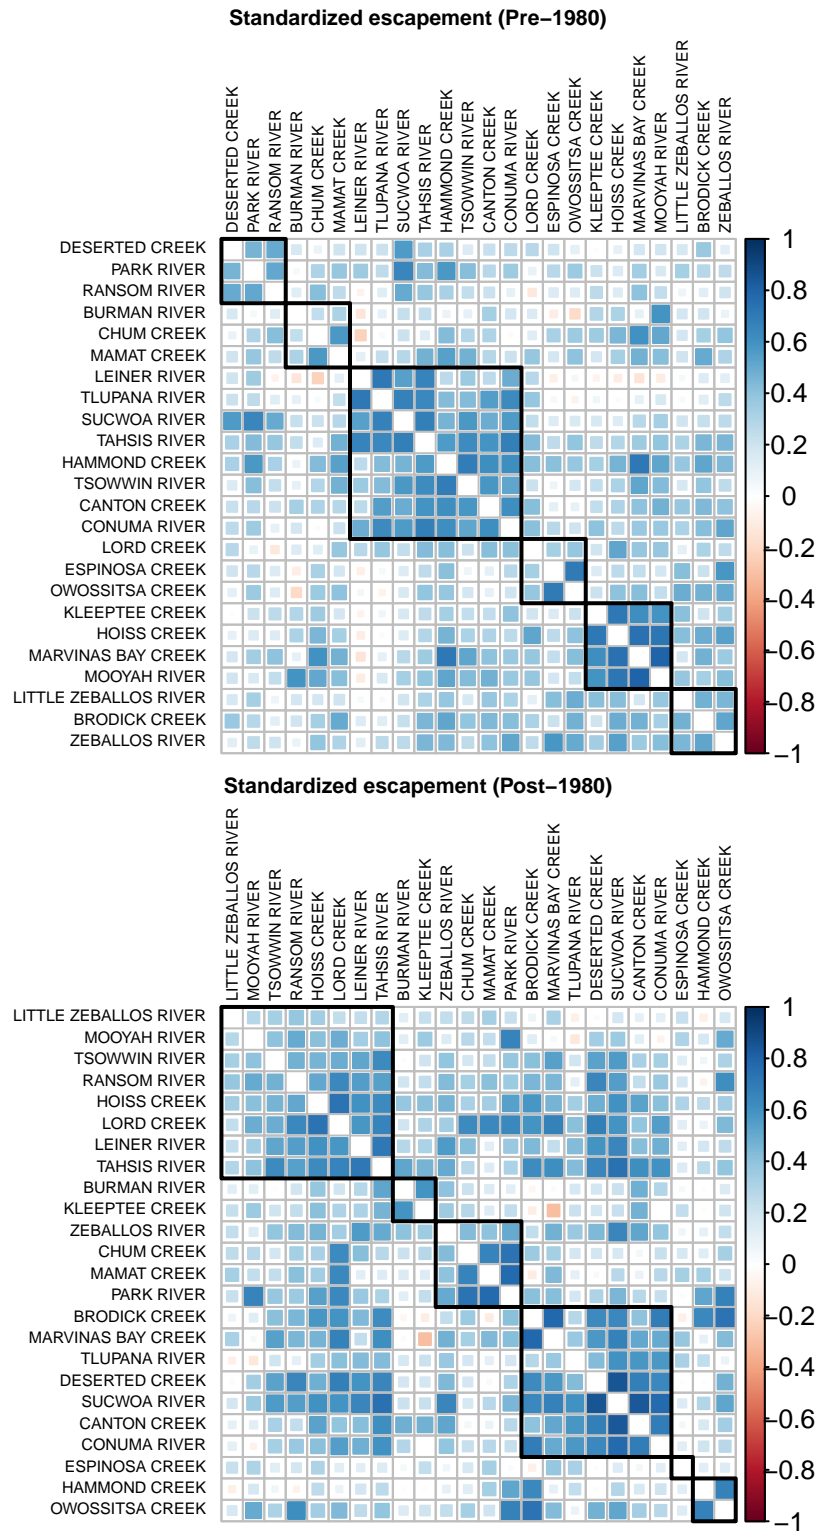 Standardized escapement (Pre−1980)
DESERTED CREEK
PARK RIVER
RANSOM RIVER
BURMAN RIVER
CHUM CREEK
MAMAT CREEK
LEINER RIVER
TLUPANA RIVER
SUCWOA RIVER
TAHSIS RIVER
HAMMOND CREEK
TSOWWIN RIVER
CANTON CREEK
CONUMA RIVER
LORD CREEK
ESPINOSA CREEK
OWOSSITSA CREEK
KLEEPTEE CREEK
HOISS CREEK
MARVINAS BAY CREEK
MOOYAH RIVER
LITTLE ZEBALLOS RIVER
BRODICK CREEK
ZEBALLOS RIVER
DESERTED CREEK
PARK RIVER
RANSOM RIVER
BURMAN RIVER
CHUM CREEK
MAMAT CREEK
LEINER RIVER
TLUPANA RIVER
SUCWOA RIVER
TAHSIS RIVER
HAMMOND CREEK
TSOWWIN RIVER
CANTON CREEK
CONUMA RIVER
LORD CREEK
ESPINOSA CREEK
OWOSSITSA CREEK
KLEEPTEE CREEK
HOISS CREEK
MARVINAS BAY CREEK
MOOYAH RIVER
LITTLE ZEBALLOS RIVER
BRODICK CREEK
ZEBALLOS RIVER
1
0.8
0.6
0.4
0.2
0
−0.2
−0.4
−0.6
−0.8
−1
Standardized escapement (Post−1980)
LITTLE ZEBALLOS RIVER
MOOYAH RIVER
TSOWWIN RIVER
RANSOM RIVER
HOISS CREEK
LORD CREEK
LEINER RIVER
TAHSIS RIVER
BURMAN RIVER
KLEEPTEE CREEK
ZEBALLOS RIVER
CHUM CREEK
MAMAT CREEK
PARK RIVER
BRODICK CREEK
MARVINAS BAY CREEK
TLUPANA RIVER
DESERTED CREEK
SUCWOA RIVER
CANTON CREEK
CONUMA RIVER
ESPINOSA CREEK
HAMMOND CREEK
OWOSSITSA CREEK
LITTLE ZEBALLOS RIVER
MOOYAH RIVER
TSOWWIN RIVER
RANSOM RIVER
HOISS CREEK
LORD CREEK
LEINER RIVER
TAHSIS RIVER
BURMAN RIVER
KLEEPTEE CREEK
ZEBALLOS RIVER
CHUM CREEK
MAMAT CREEK
PARK RIVER
BRODICK CREEK
MARVINAS BAY CREEK
TLUPANA RIVER
DESERTED CREEK
SUCWOA RIVER
CANTON CREEK
CONUMA RIVER
ESPINOSA CREEK
HAMMOND CREEK
OWOSSITSA CREEK
1
0.8
0.6
0.4
0.2
0
−0.2
−0.4
−0.6
−0.8
−1